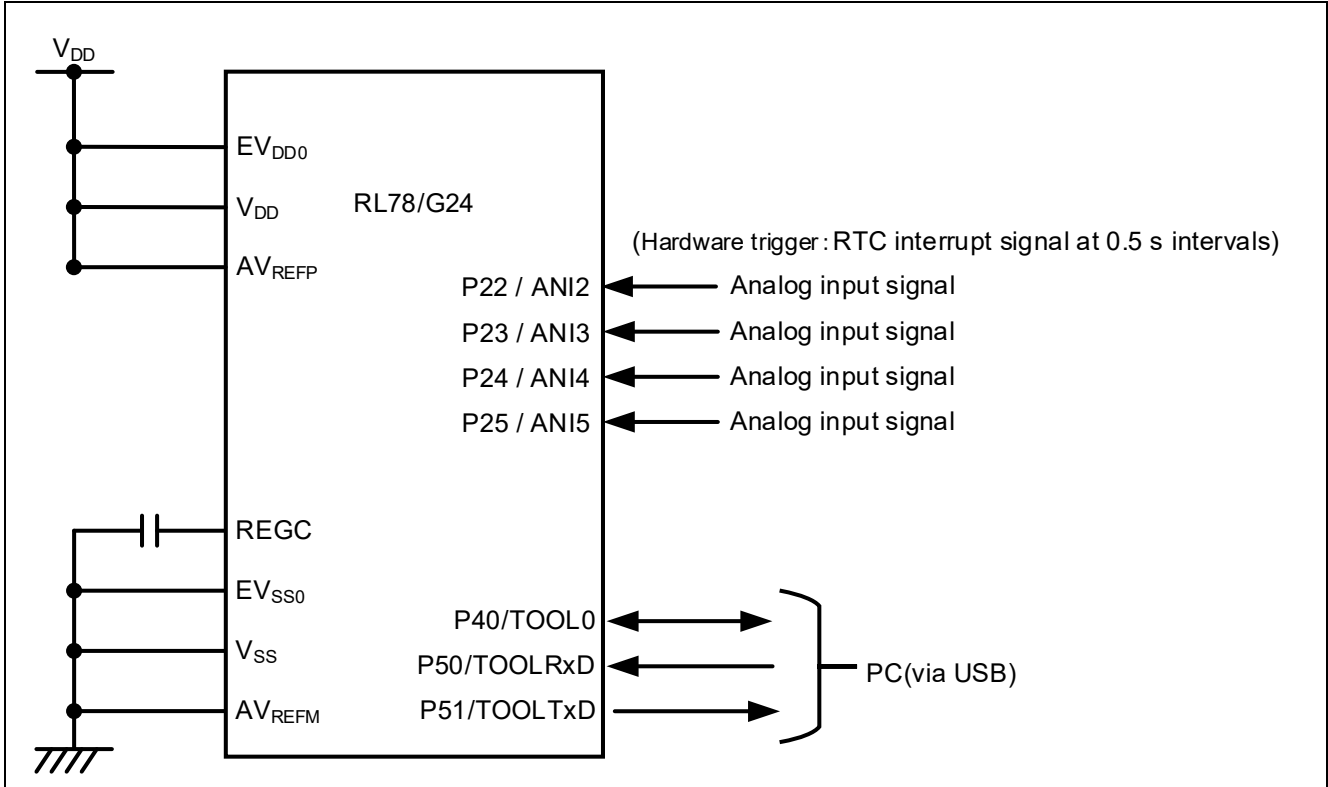 VDD
EVDD0
VDD
RL78/G24
AVREFP
(Hardware trigger : RTC interrupt signal at 0.5 s intervals)
P22 / ANI2 Analog input signal
P23 / ANI3 Analog input signal
P24 / ANI4 Analog input signal
P25 / ANI5 Analog input signal
REGC
EVSS0
VSS
AVREFM
P40/TOOL0
P50/TOOLRxD
P51/TOOLTxD
PC(via USB)